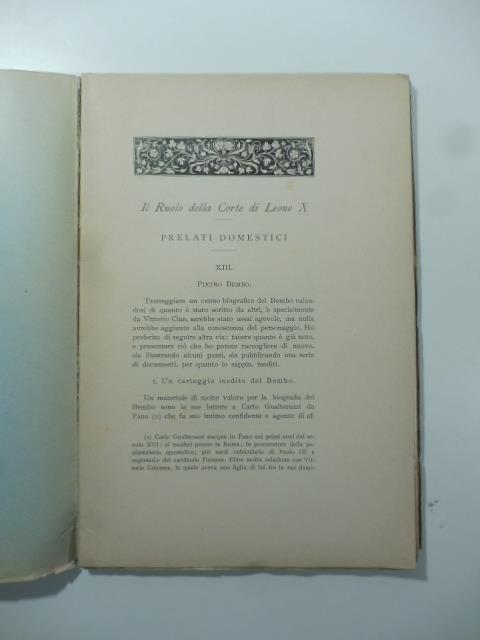 Il Ruolo della Corte di Leone X
PRELATI DOMESTICI
XIII.
PIETRO BEMBO.
Tratteggiare un cenno biografico del Bembo valen-
dosi di quanto è stato scritto da altri, e specialmente
da Vittorio Cian, sarebbe stato assai agevole, ma nulla
avrebbe aggiunto alla conoscenza del personaggio. Ho
preferito di seguire altra via: tacere quanto è già noto,
e presentare ciò che ho potuto raccogliere di nuovo,
sia illustrando alcuni punti, sia pubblicando una serie
di documenti, per quanto io sappia, inediti.
1. Un carteggio inedito del Bembo.
Un materiale di molto valore per la biografia del
Bembo sono le sue lettere a Carlo Gualteruzzi da
Fano (1) che fu suo intimo confidente e agente di af-
(1) Carlo Gualteruzzi nacque in Fano sui primi anni del se-
colo XVI: si trasferì presto in Roma; fu procuratore della pe-
nitenzieria apostolica; più tardi cubiculario di Paolo III e
segretario del cardinale Farnese. Ebbe molta relazione con Vit-
toria Colonna, la quale aveva una figlia di lui tra le sue dami-